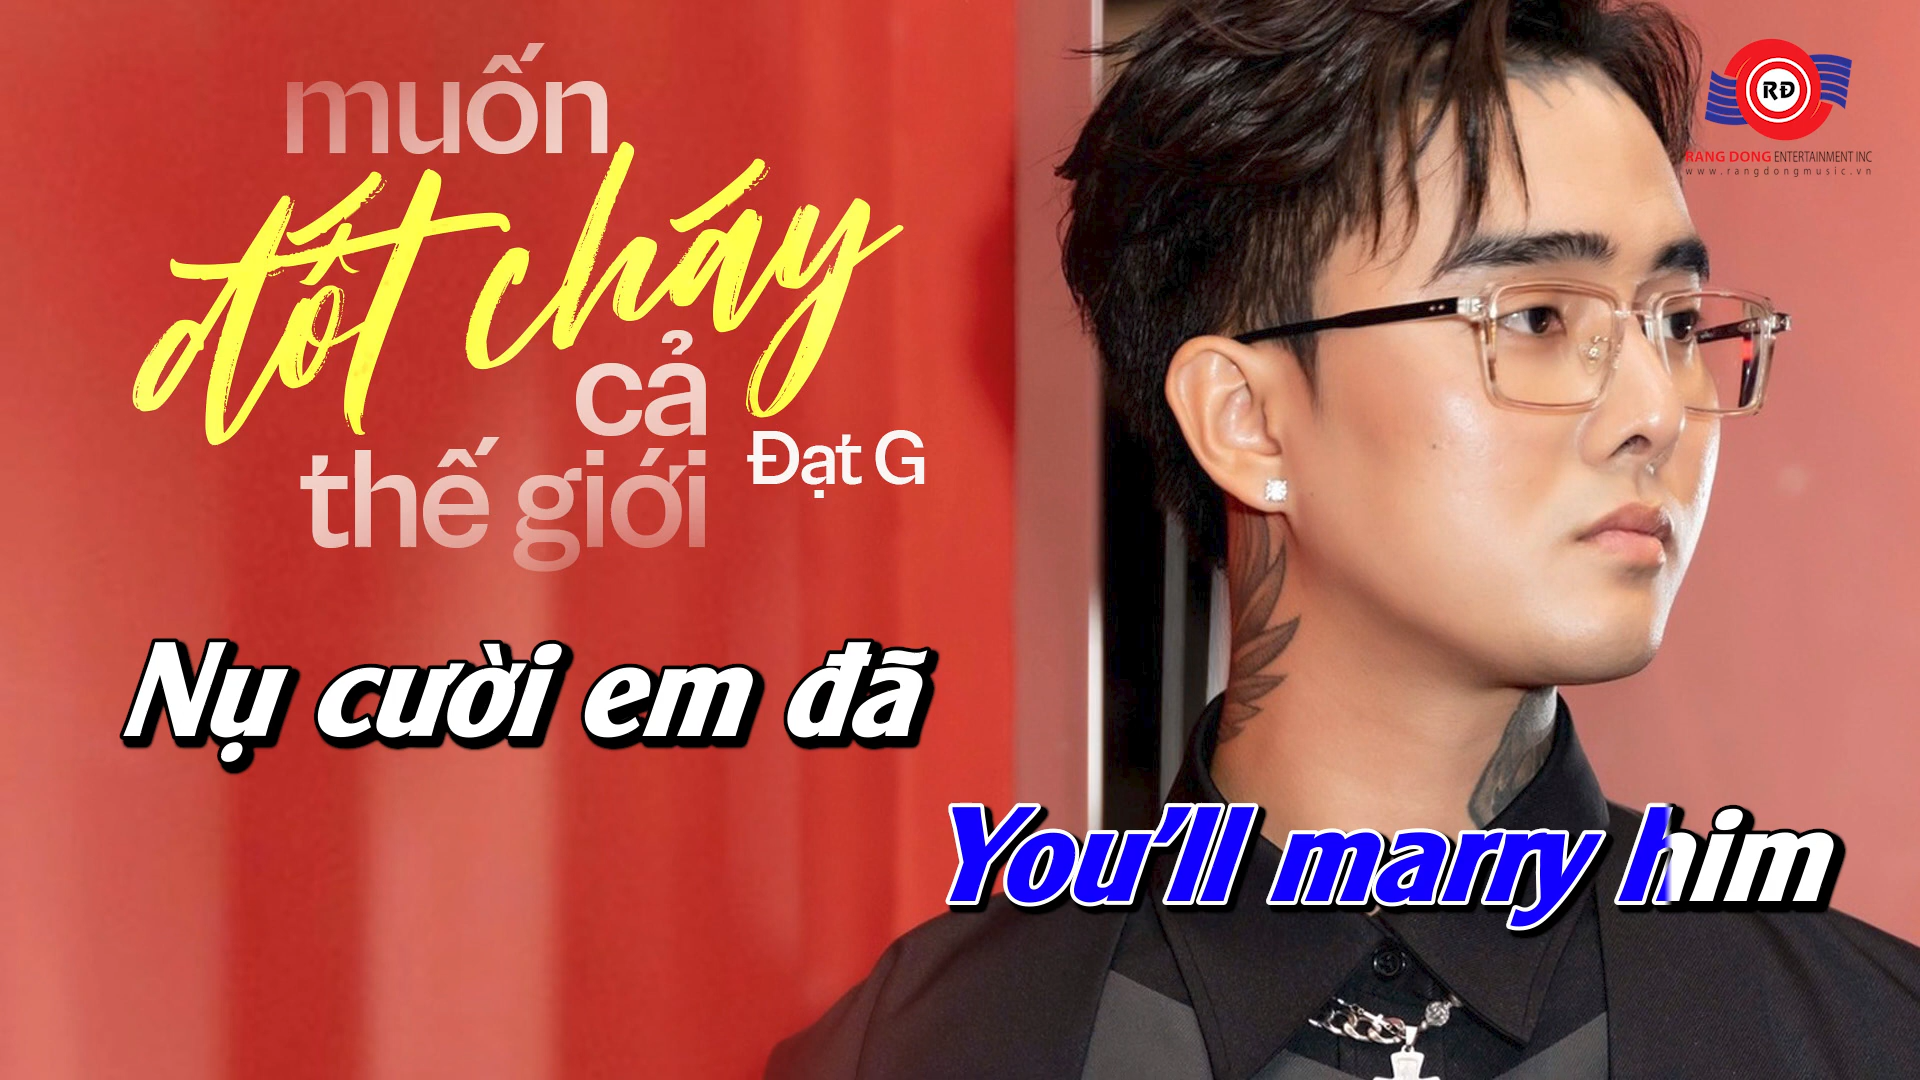 muốn
đốt cháy
cả
thế giới
Đạt G
RĐ
RANG DONG ENTERTAINMENT INC
www.rangdongmusic.vn
Nụ cười em đã
You'll marry him